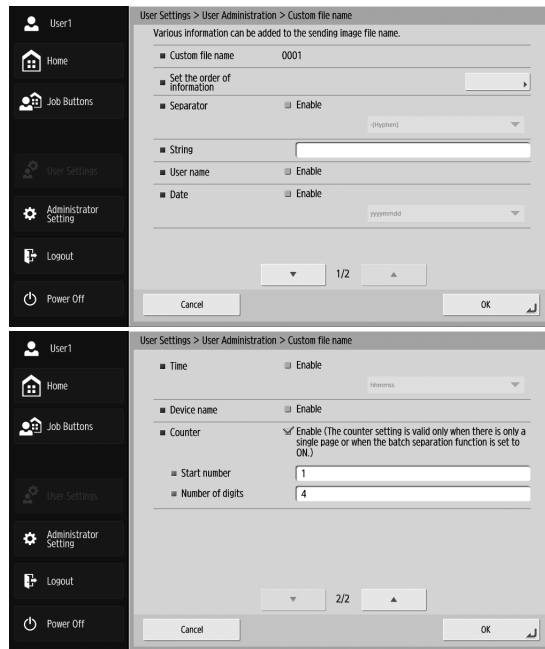 User1
Home
Job Buttons
User Settings
Administrator
Setting
Logout
Power Off
User Settings > User Administration > Custom file name
Various information can be added to the sending image file name.
Custom file name 0001
Set the order of
information
Separator Enable
-(Hyphen)
String
User name Enable
Date Enable
yyyymmdd
1/2
Cancel OK
User1
Home
Job Buttons
User Settings
Administrator
Setting
Logout
Power Off
User Settings > User Administration > Custom file name
Time Enable
hhmmss
Device name Enable
Counter Enable (The counter setting is valid only when there is only a
single page or when the batch separation function is set to
ON.)
Start number 1
Number of digits 4
2/2
Cancel OK